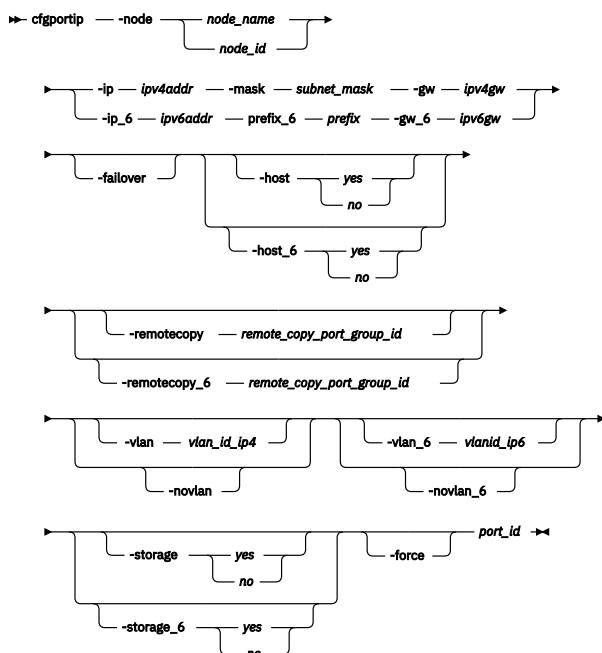 cfgportip -node node_name
node_id
-ip ipv4addr -mask subnet_mask -gw ipv4gw
-ip_6 ipv6addr prefix_6 prefix -gw_6 ipv6gw
-failover -host yes
no
-host_6 yes
no
-remotecopy remote_copy_port_group_id
-remotecopy_6 remote_copy_port_group_id
-vlan vlan_id_ip4 -vlan_6 vlanid_ip6
-novlan -novlan_6
port_id
-storage yes -force
no
-storage_6 yes
no